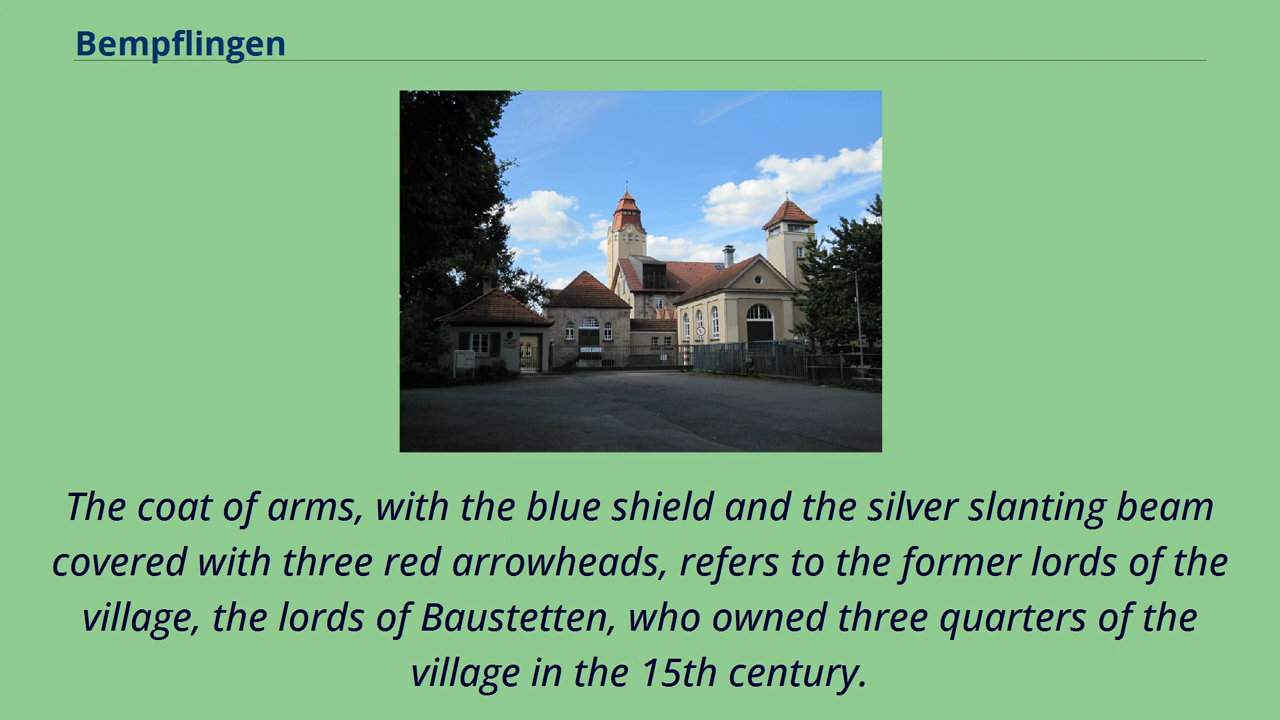 Bempflingen
The coat of arms, with the blue shield and the silver slanting beam
covered with three red arrowheads, refers to the former lords of the
village, the lords of Baustetten, who owned three quarters of the
village in the 15th century.